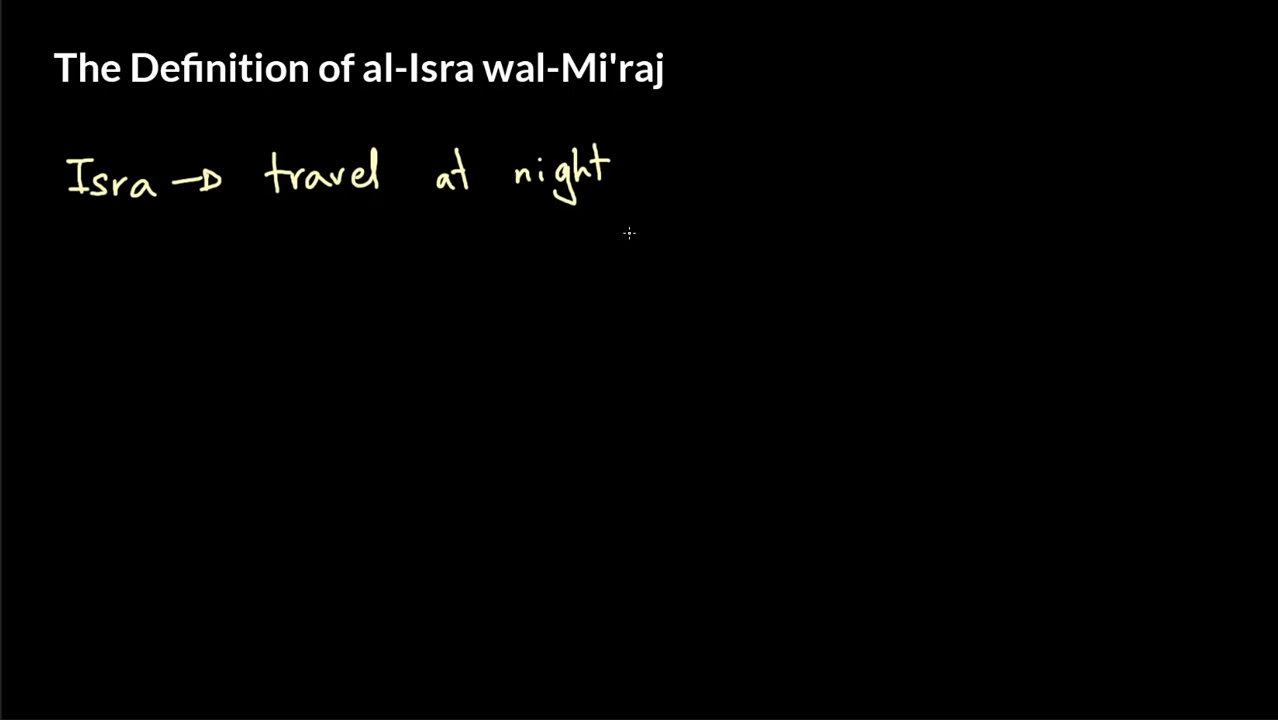 The Definition of al-Isra wal-Mi'raj
Isra → travel at night